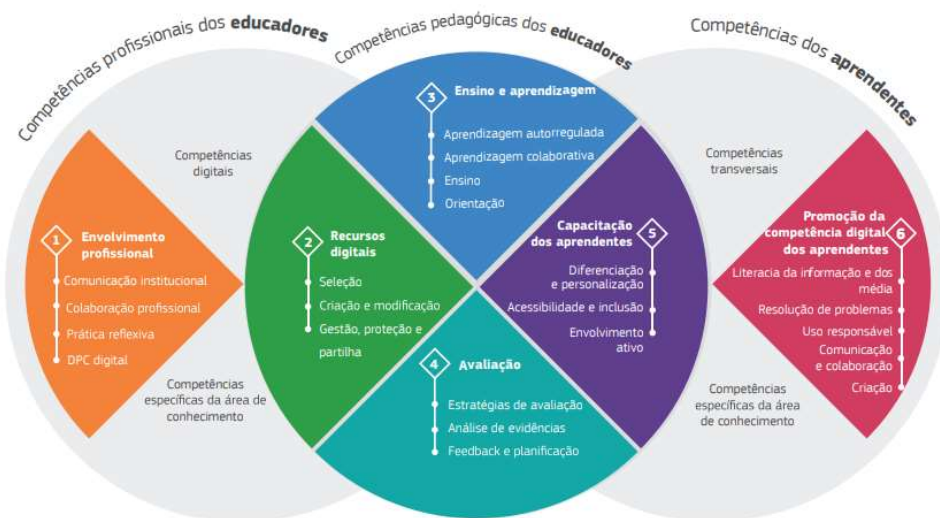 Competências profissionais dos educadores
Competências pedagógicas dos educadores
Competências dos aprendentes
Competências
digitais
Competências
específicas da área de
conhecimento
1
Envolvimento
profissional
Comunicação institucional
Colaboração profissional
Prática reflexiva
DPC digital
2
Recursos
digitais
Seleção
Criação e modificação
Gestão, proteção e
partilha
3
Ensino e aprendizagem
Aprendizagem autorregulada
Aprendizagem colaborativa
Ensino
Orientação
4
Avaliação
Estratégias de avaliação
Análise de evidências
Feedback e planificação
5
Capacitação
dos aprendentes
Diferenciação
e personalização
Acessibilidade e inclusão
Envolvimento
ativo
Competências
transversais
Competências
específicas da área
de conhecimento
6
Promoção da
competência digital
dos aprendentes
Literacia da informação e dos
média
Resolução de problemas
Uso responsável
Comunicação
e colaboração
Criação